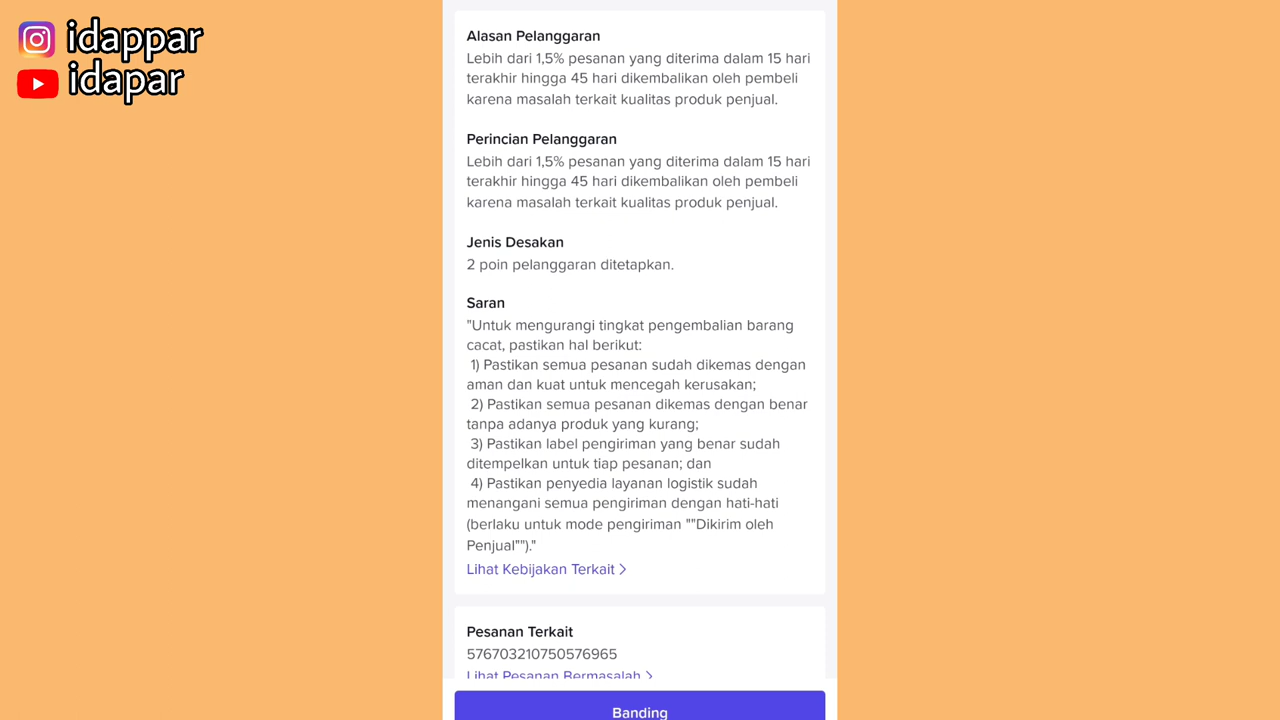 idappar
idapar
Alasan Pelanggaran
Lebih dari 1,5% pesanan yang diterima dalam 15 hari
terakhir hingga 45 hari dikembalikan oleh pembeli
karena masalah terkait kualitas produk penjual.
Perincian Pelanggaran
Lebih dari 1,5% pesanan yang diterima dalam 15 hari
terakhir hingga 45 hari dikembalikan oleh pembeli
karena masalah terkait kualitas produk penjual.
Jenis Desakan
2 poin pelanggaran ditetapkan.
Saran
"Untuk mengurangi tingkat pengembalian barang
cacat, pastikan hal berikut:
1) Pastikan semua pesanan sudah dikemas dengan
aman dan kuat untuk mencegah kerusakan;
2) Pastikan semua pesanan dikemas dengan benar
tanpa adanya produk yang kurang;
3) Pastikan label pengiriman yang benar sudah
ditempelkan untuk tiap pesanan; dan
4) Pastikan penyedia layanan logistik sudah
menangani semua pengiriman dengan hati-hati
(berlaku untuk mode pengiriman ""Dikirim oleh
Penjual"")."
Lihat Kebijakan Terkait >
Pesanan Terkait
576703210750576965
Lihat Pesanan Bermasalah >
Banding